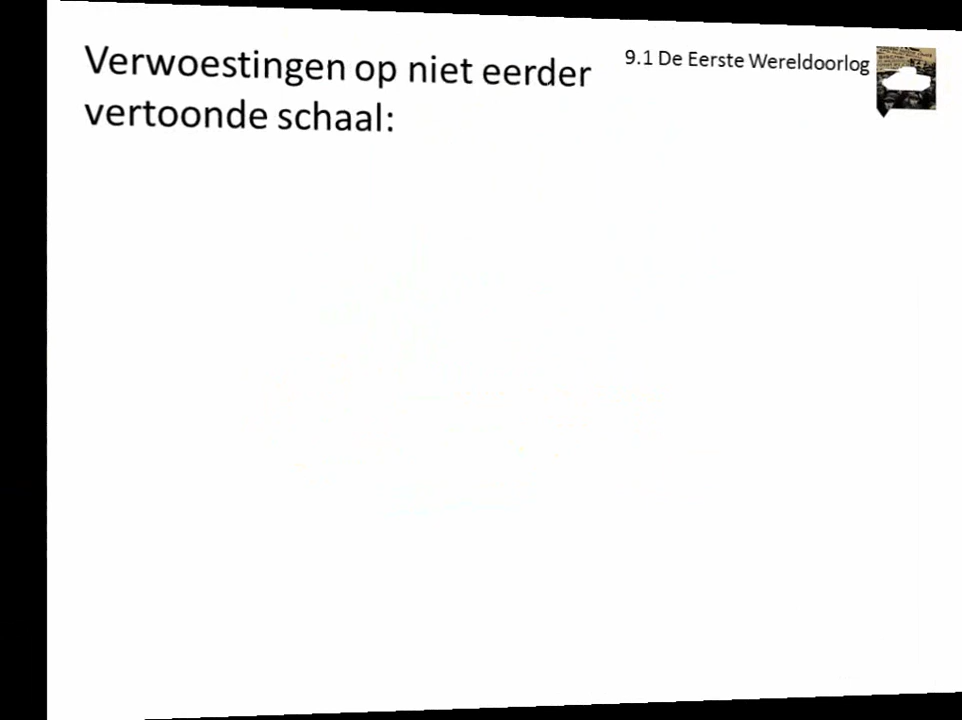 Verwoestingen op niet eerder
vertoonde schaal:
9.1 De Eerste Wereldoorlog